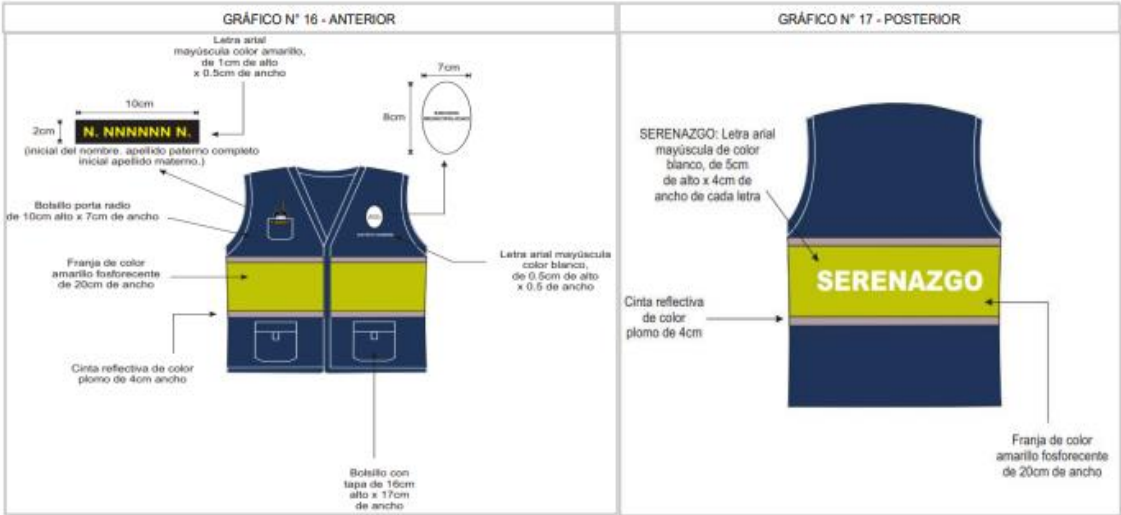 GRÁFICO N° 16 - ANTERIOR
Letra arial
mayúscula color amarillo,
de 1cm de alto
x 0.5cm de ancho
7cm
10cm
8cm
2cm
N. NNNNNN N.
(inicial del nombre. apellido paterno completo
inicial apellido materno.)
Bolsillo porta radio
de 10cm alto x 7cm de ancho
Letra arial mayúscula
color blanco,
de 0.5cm de alto
x 0.5 de ancho
Franja de color
amarillo fosforecente
de 20cm de ancho
Cinta reflectiva de color
plomo de 4cm ancho
Bolsillo con
tapa de 16cm
alto x 17cm
de ancho
GRÁFICO N° 17 - POSTERIOR
SERENAZGO: Letra arial
mayúscula de color
blanco, de 5cm
de alto x 4cm de
ancho de cada letra
SERENAZGO
Cinta reflectiva
de color
plomo de 4cm
Franja de color
amarillo fosforecente
de 20cm de ancho